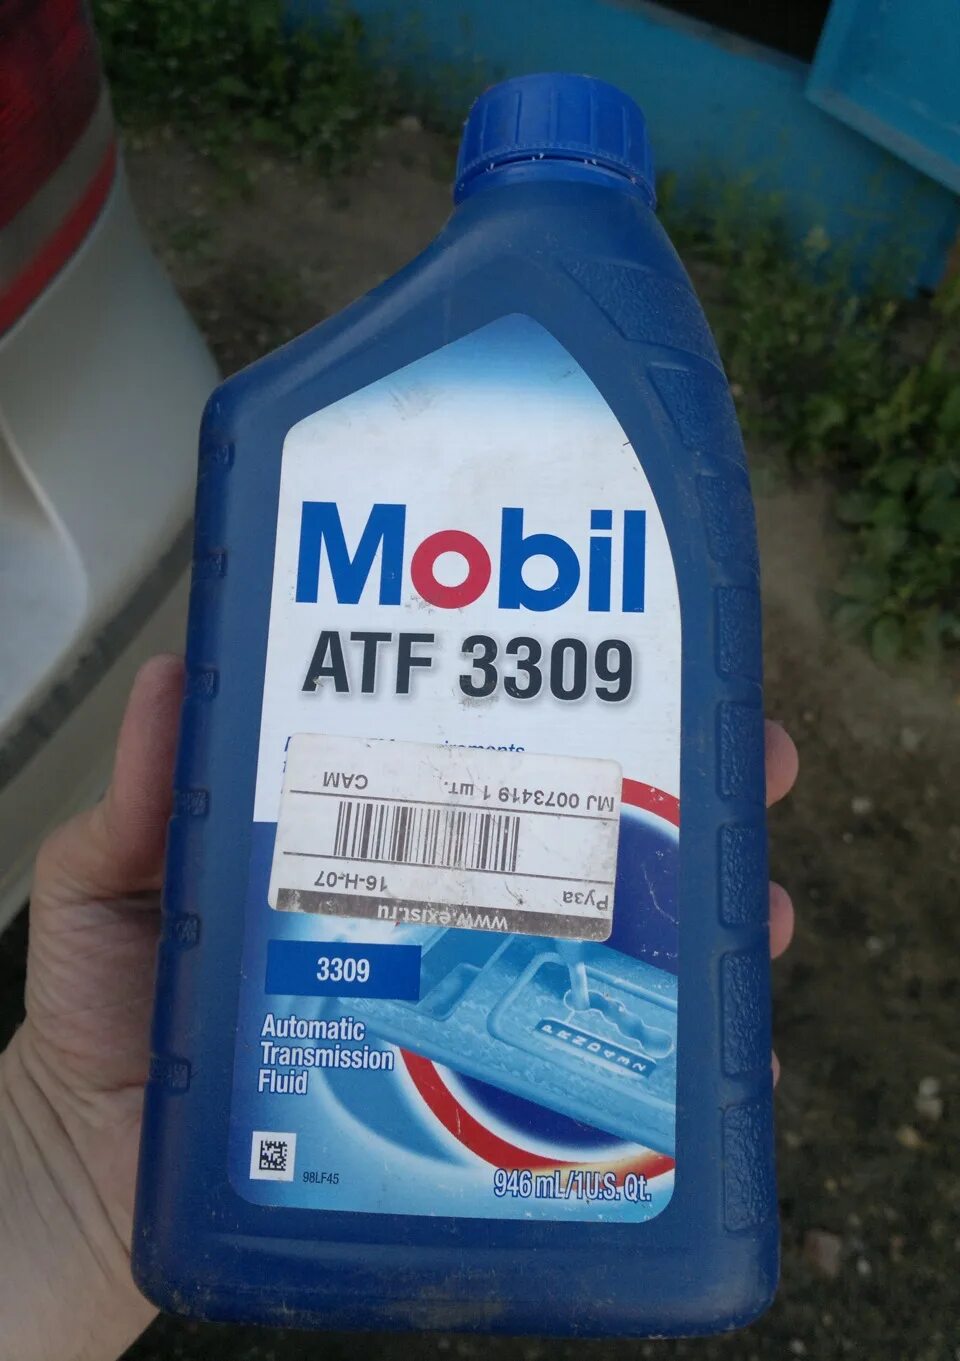 Mobil
ATF 3309
www.exist.ru
Руза 16-H-07
MJ 0073419 1 шт. САМ
3309
Automatic
Transmission
Fluid
PRND432
98LF45
946 mL/1U.S. Qt.